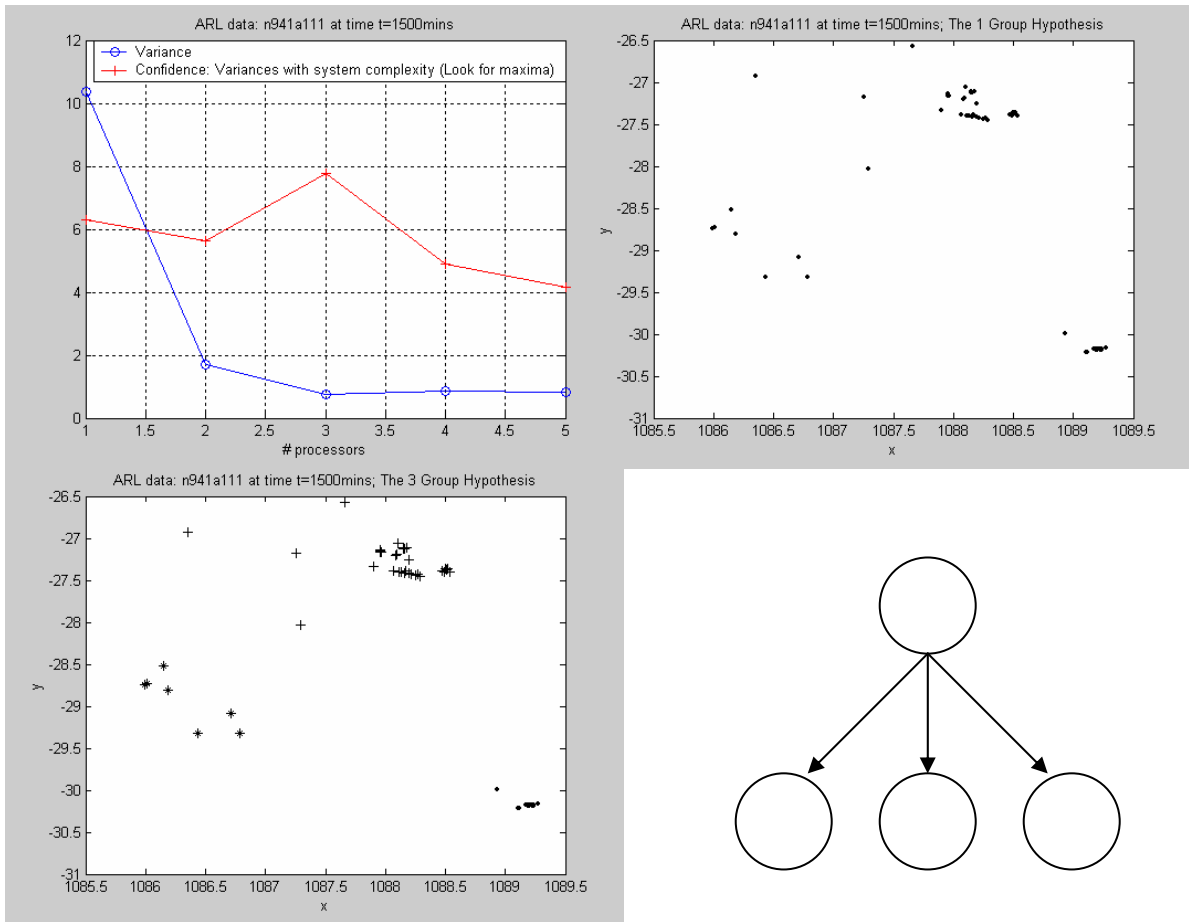 ARL data: n941a111 at time t=1500mins
12
10
8
6
4
2
0
Variance
Confidence: Variances with system complexity (Look for maxima)
1 1.5 2 2.5 3 3.5 4 4.5 5
# processors
ARL data: n941a111 at time t=1500mins; The 1 Group Hypothesis
-26.5
-27
-27.5
-28
-28.5
-29
-29.5
-30
-30.5
-31
y
1085.5 1086 1086.5 1087 1087.5 1088 1088.5 1089 1089.5
x
ARL data: n941a111 at time t=1500mins; The 3 Group Hypothesis
-26.5
-27
-27.5
-28
-28.5
-29
-29.5
-30
-30.5
-31
y
1085.5 1086 1086.5 1087 1087.5 1088 1088.5 1089 1089.5
x